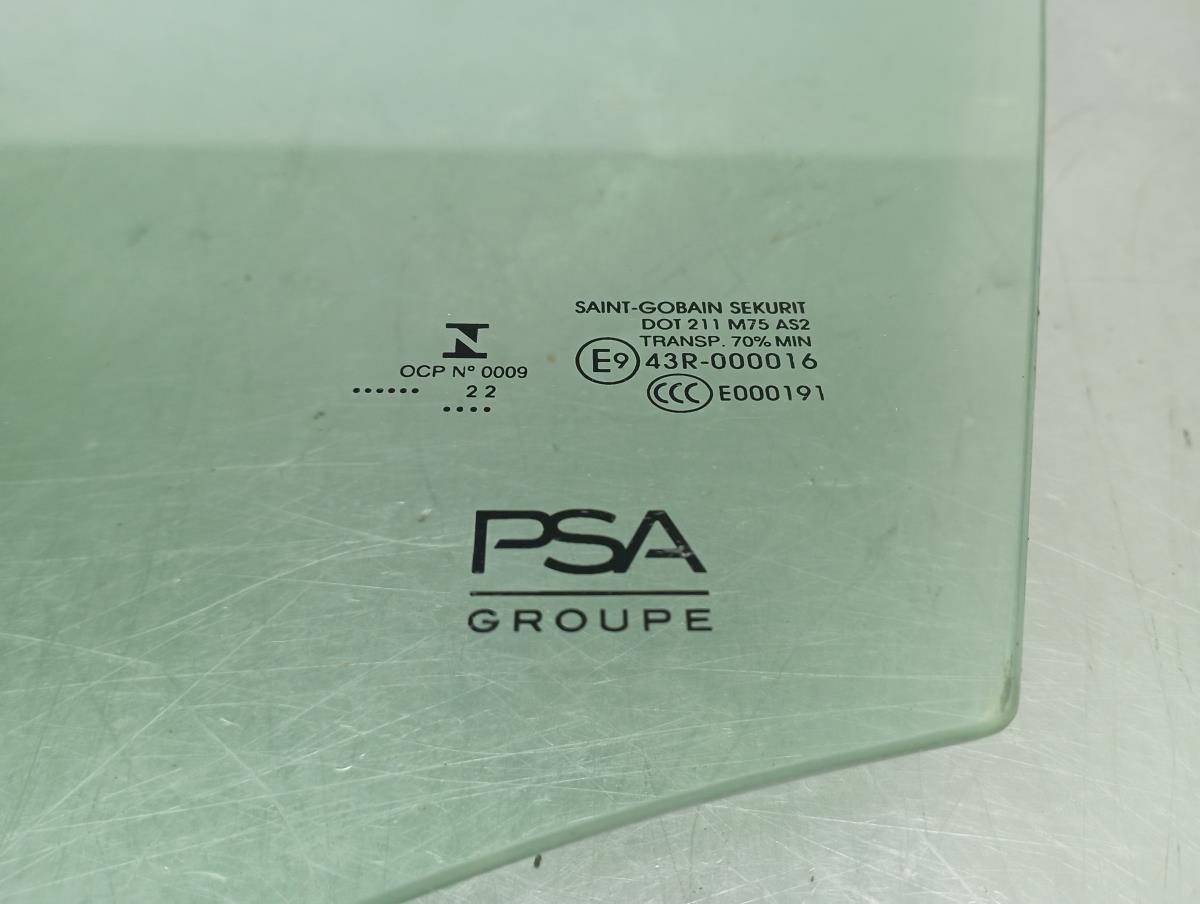 SAINT-GOBAIN SEKURIT
DOT 211 M75 AS2
TRANSP. 70% MIN
E9 43R-000016
CCC E000191
N
OCP Nº 0009
...... 22
....
PSA
GROUPE